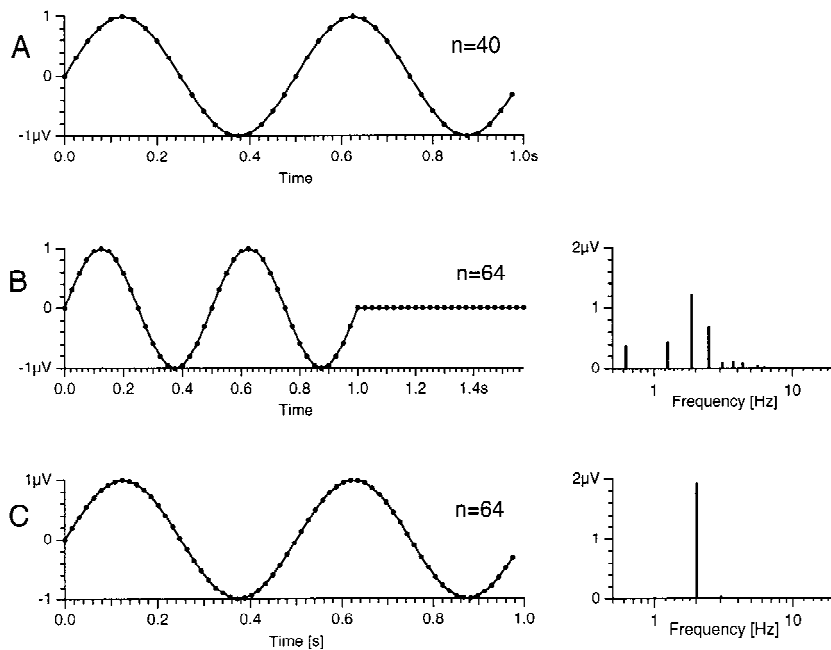 A
n=40
1
0
-1µV
0.0 0.2 0.4 0.6 0.8 1.0s
Time
B
n=64
1
0
-1µV
0.0 0.2 0.4 0.6 0.8 1.0 1.2 1.4s
Time
2µV
1
0
1 10
Frequency [Hz]
C
n=64
1µV
0
-1
0.0 0.2 0.4 0.6 0.8 1.0
Time [s]
2µV
1
0
1 10
Frequency [Hz]